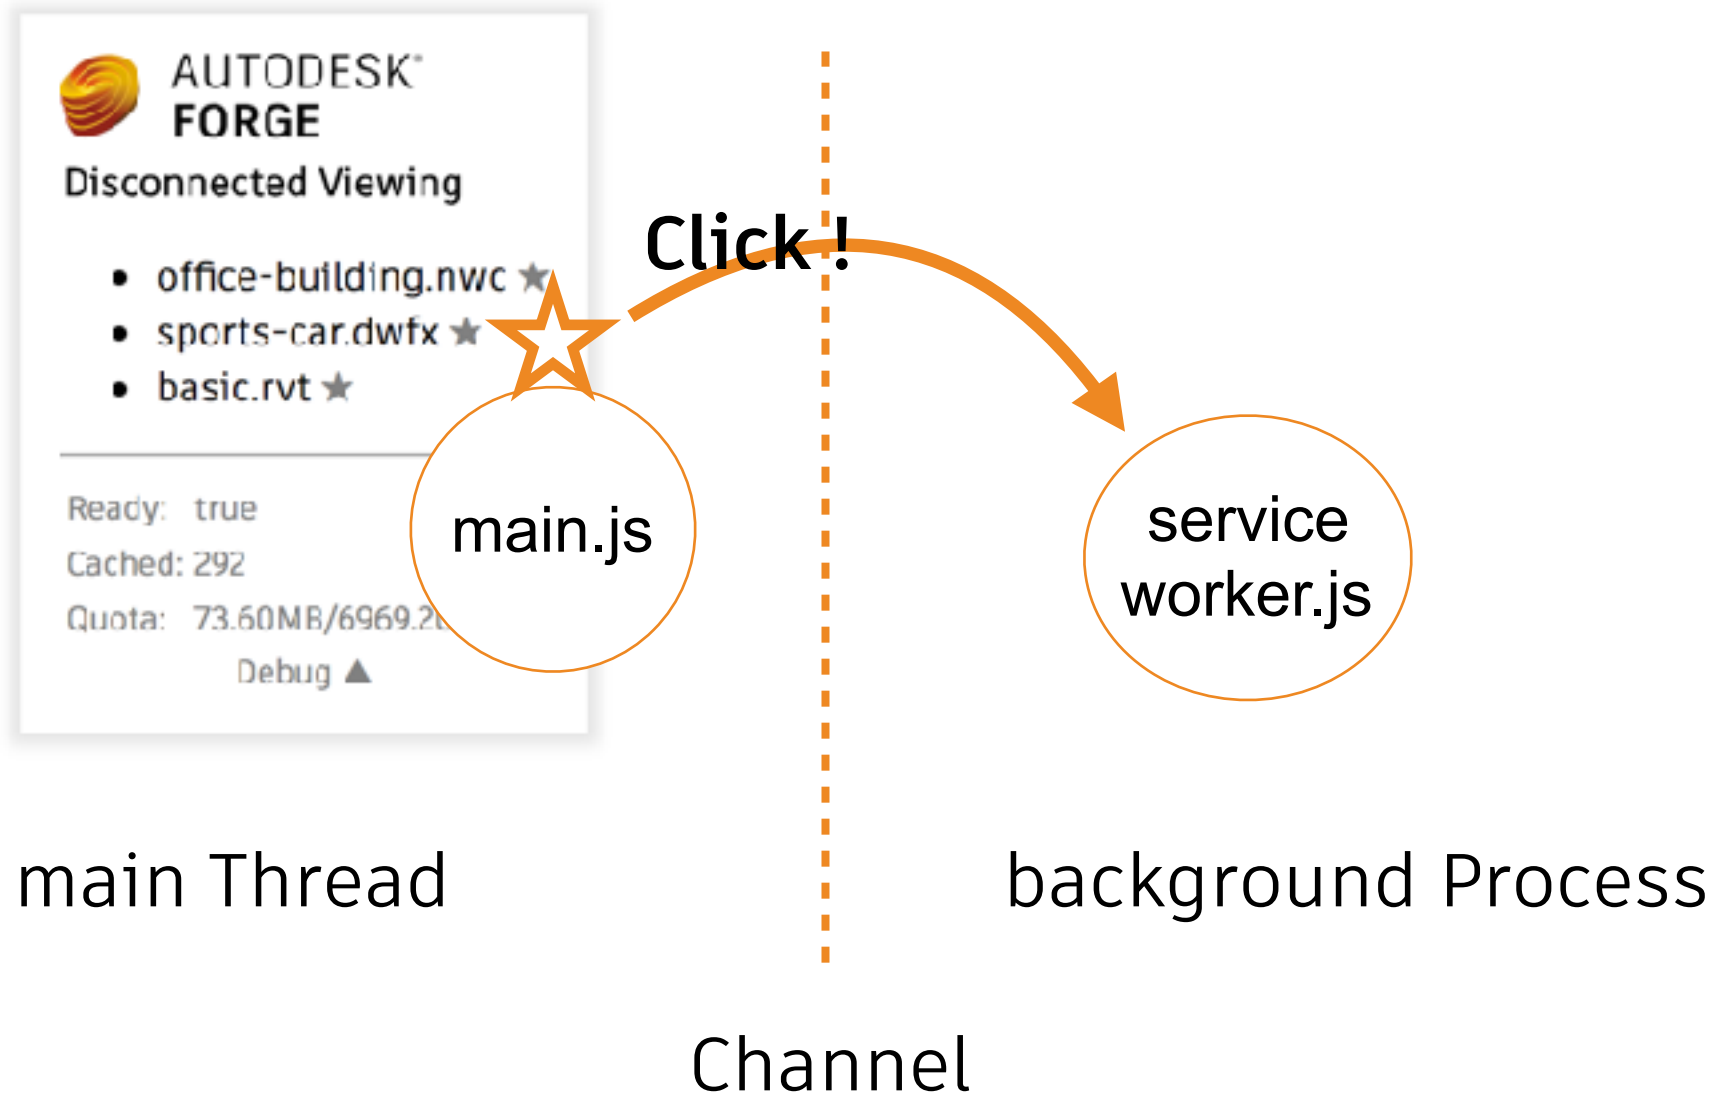 AUTODESK
FORGE
Disconnected Viewing
Click !
• office-building.nwc ★
• sports-car.dwfx ★
• basic.rvt ★
Ready: true
Cached: 292
Quota: 73.60MB/6969.2
Debug ▲
main.js
service
worker.js
main Thread
background Process
Channel